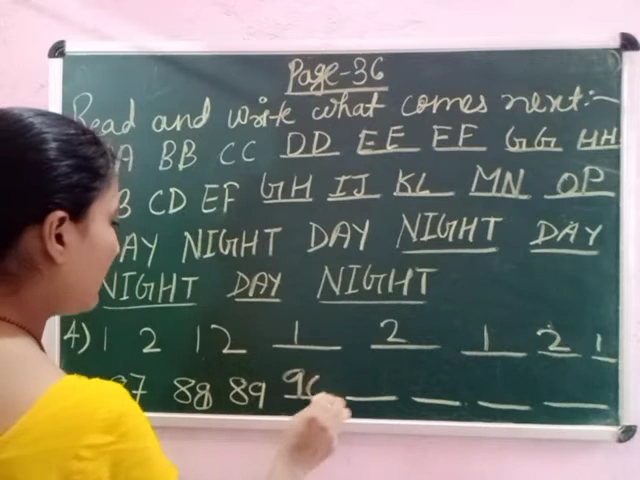 Page-36
Read and write what comes next:-
A BB CC DD EE FF GG HH
B CD EF GH IJ KL MN OP
DAY NIGHT DAY NIGHT DAY
NIGHT DAY NIGHT
4) 1 2 12 1 2 1 2 1
87 88 89 90